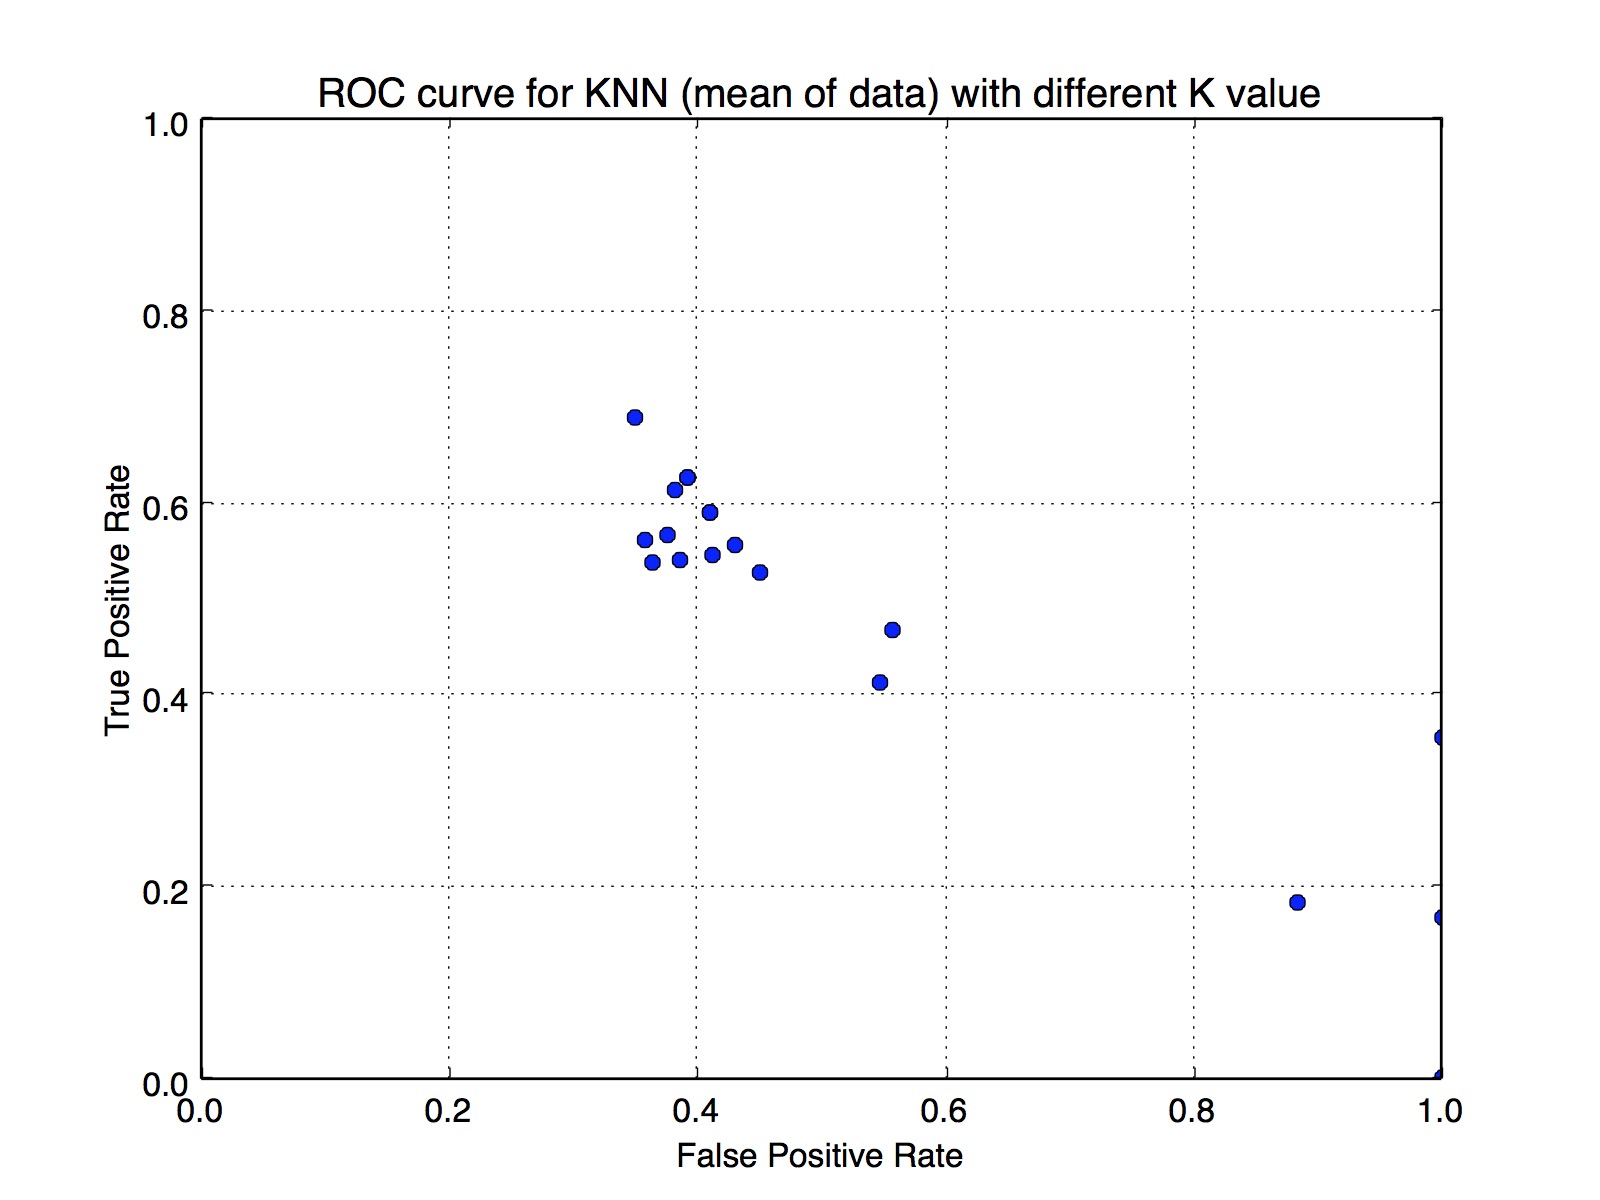 ROC curve for KNN (mean of data) with different K value
1.0
0.8
0.6
0.4
0.2
0.0
True Positive Rate
0.0 0.2 0.4 0.6 0.8 1.0
False Positive Rate